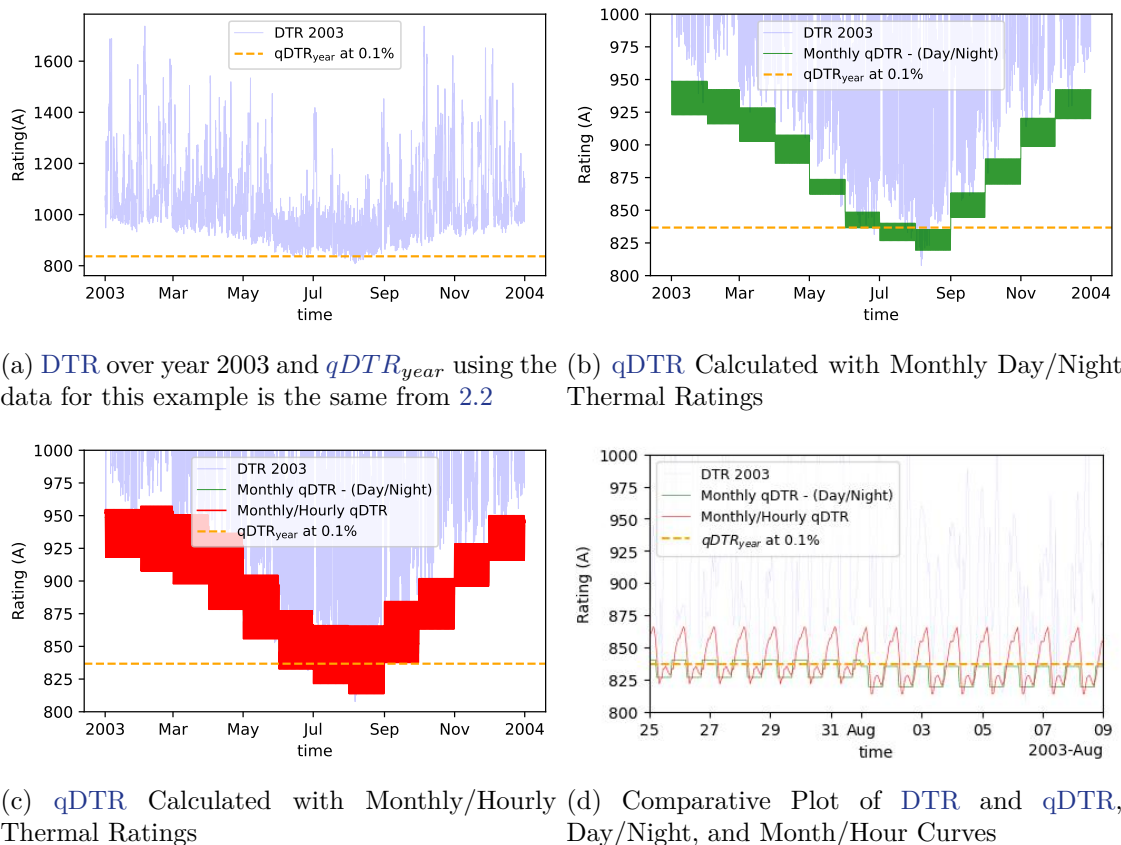 DTR 2003
qDTRyear at 0.1%
1600
1400
1200
1000
800
Rating(A)
2003 Mar May Jul Sep Nov 2004
time
DTR 2003
Monthly qDTR - (Day/Night)
qDTRyear at 0.1%
1000
975
950
925
900
875
850
825
800
Rating (A)
2003 Mar May Jul Sep Nov 2004
time
(a) DTR over year 2003 and qDTRyear using the
data for this example is the same from 2.2
(b) qDTR Calculated with Monthly Day/Night
Thermal Ratings
DTR 2003
Monthly qDTR - (Day/Night)
Monthly/Hourly qDTR
qDTRyear at 0.1%
1000
975
950
925
900
875
850
825
800
Rating (A)
2003 Mar May Jul Sep Nov 2004
time
DTR 2003
Monthly qDTR - (Day/Night)
Monthly/Hourly qDTR
qDTRyear at 0.1%
1000
975
950
925
900
875
850
825
800
Rating (A)
25 27 29 31 Aug 03 05 07 09
time
2003-Aug
(c) qDTR Calculated with Monthly/Hourly
Thermal Ratings
(d) Comparative Plot of DTR and qDTR,
Day/Night, and Month/Hour Curves